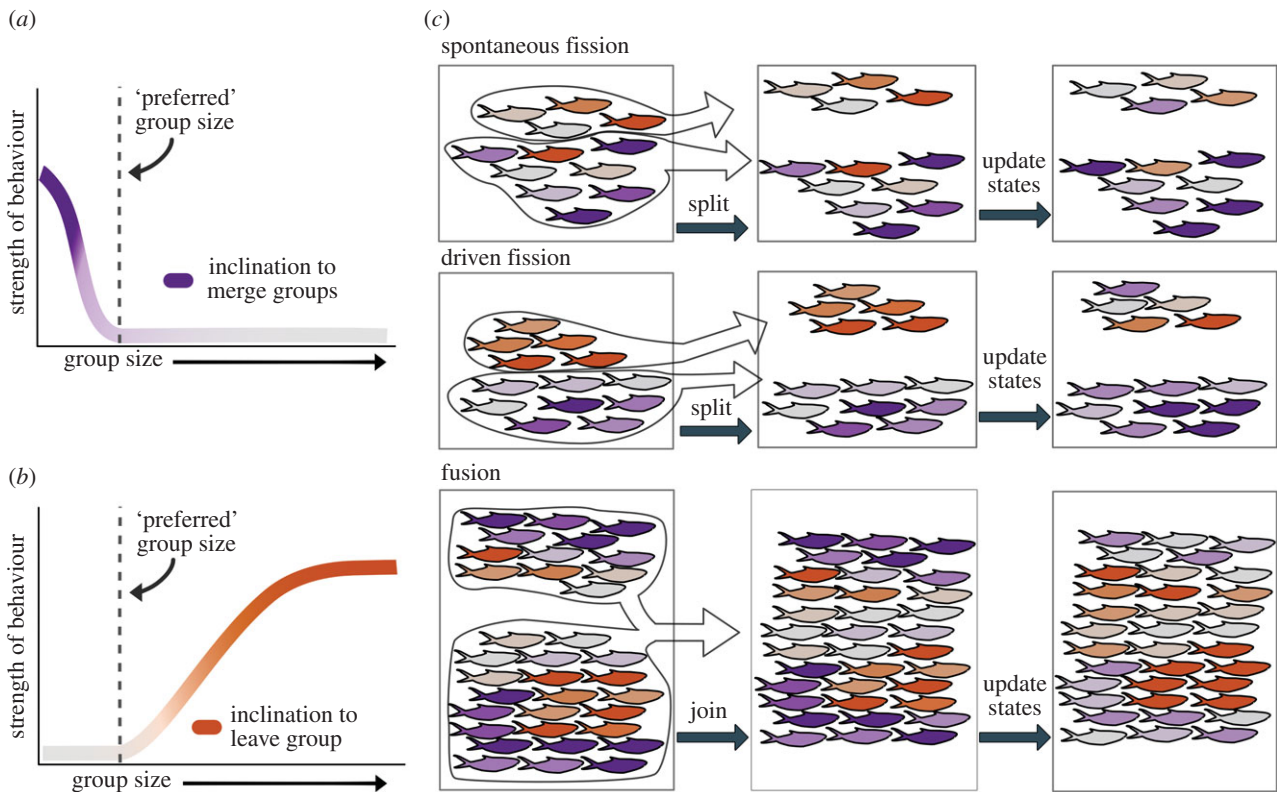 (a)
strength of behaviour
'preferred'
group size
inclination to
merge groups
group size
(b)
strength of behaviour
'preferred'
group size
inclination to
leave group
group size
(c)
spontaneous fission
split
update
states
driven fission
split
update
states
fusion
join
update
states